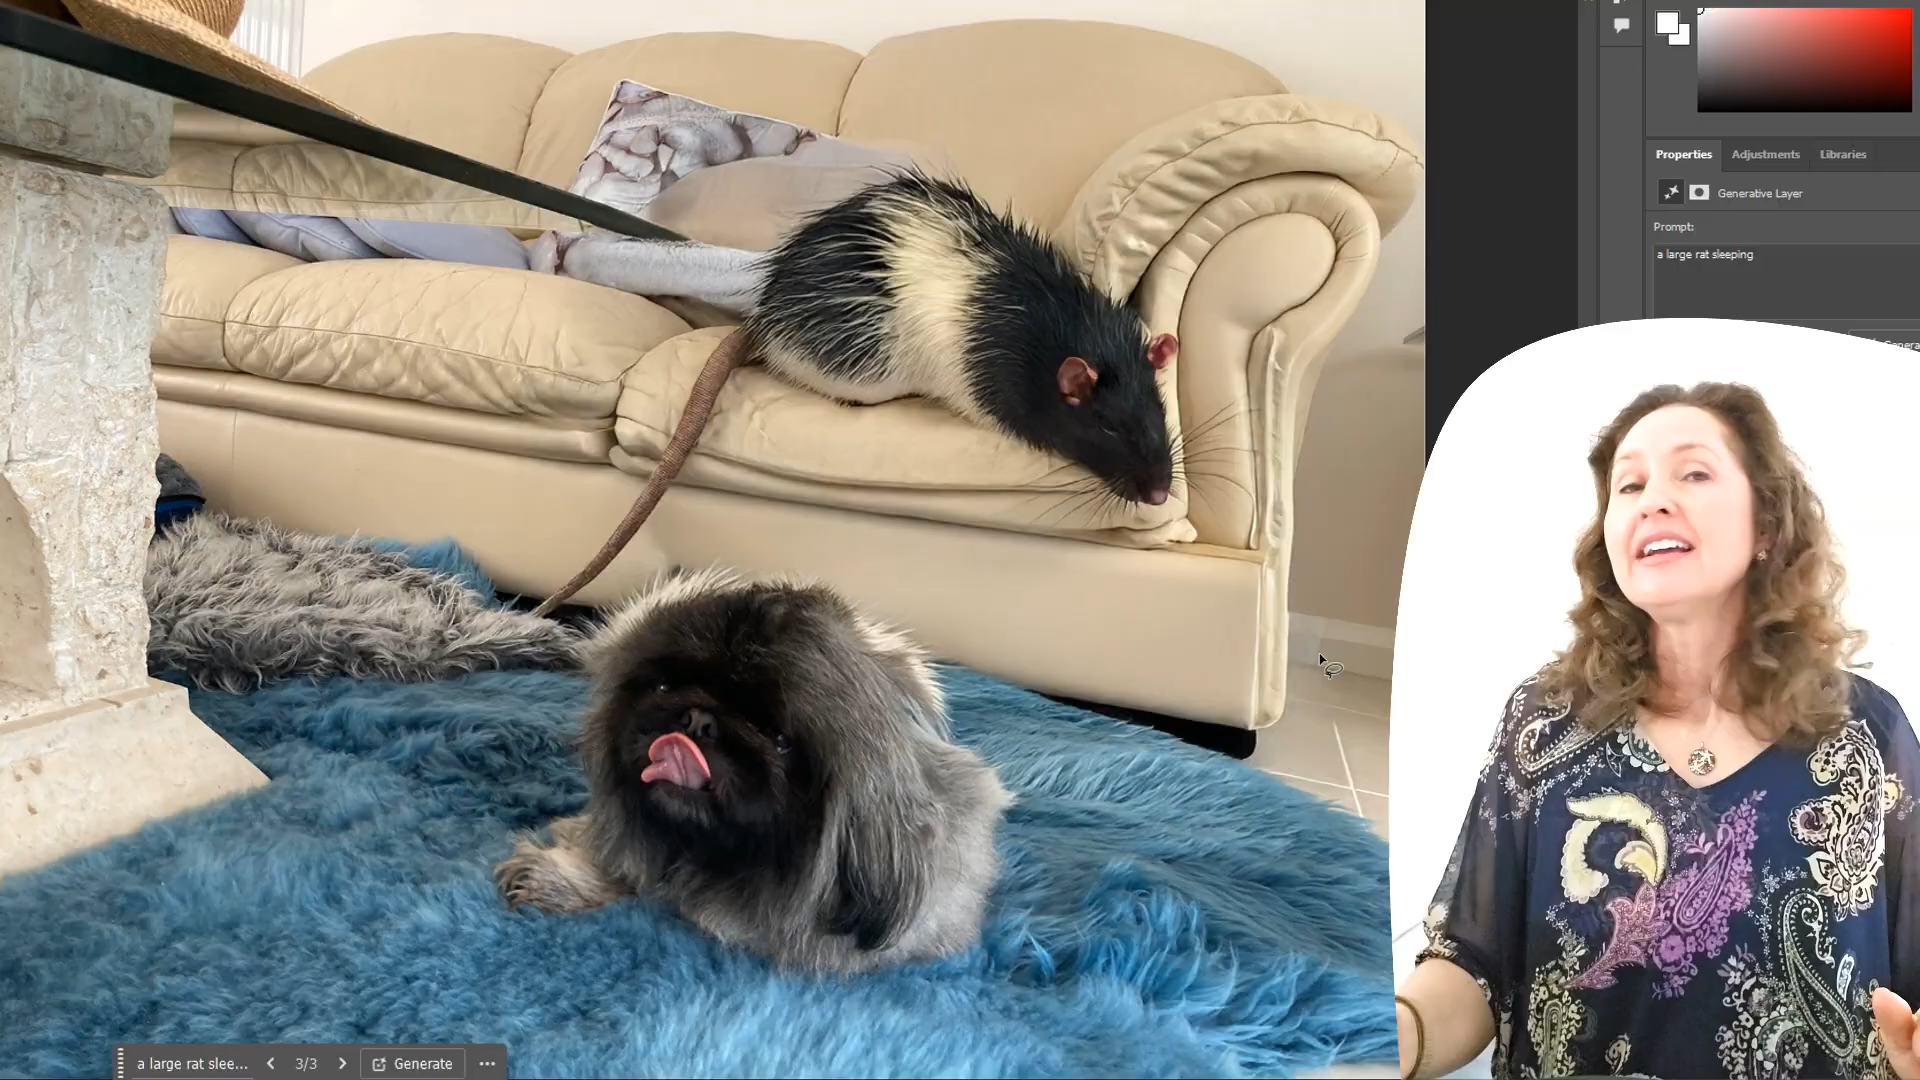 Properties
Adjustments
Libraries
Generative Layer
Prompt:
a large rat sleeping
a large rat slee...
3/3
Generate